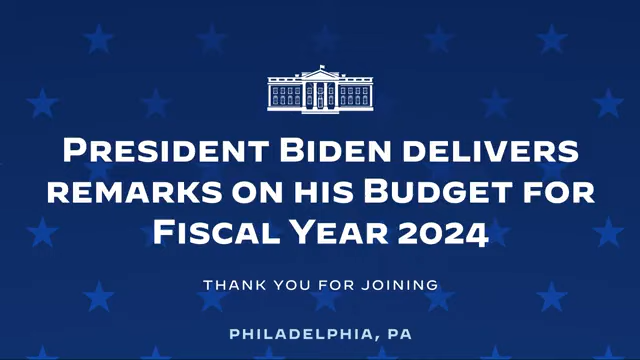 President Biden delivers
remarks on his Budget for
Fiscal Year 2024
THANK YOU FOR JOINING
PHILADELPHIA, PA